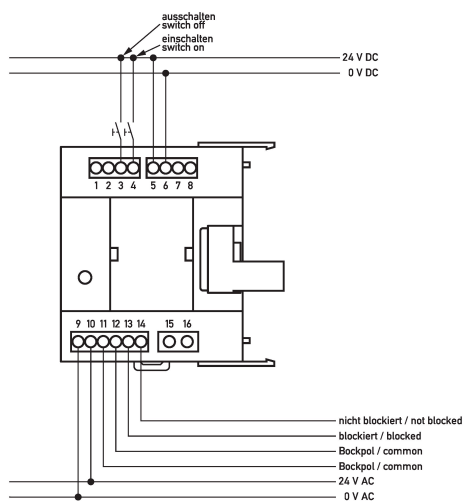 ausschalten
switch off
einschalten
switch on
24 V DC
0 V DC
1 2 3 4 5 6 7 8
9 10 11 12 13 14 15 16
nicht blockiert / not blocked
blockiert / blocked
Bockpol / common
Bockpol / common
24 V AC
0 V AC